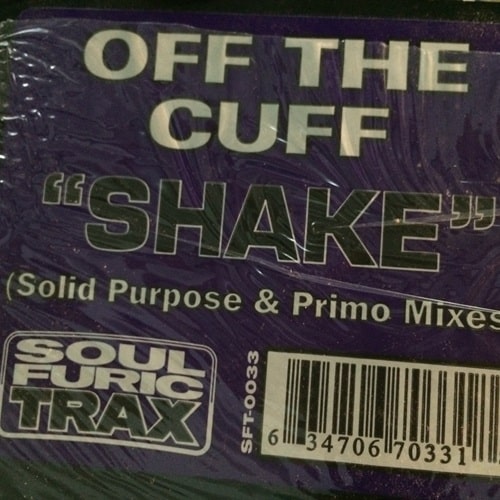 OFF THE
CUFF
"SHAKE"
(Solid Purpose & Primo Mixes
SOUL
FURIC
TRAX
SFT-0033
6 34706 70331